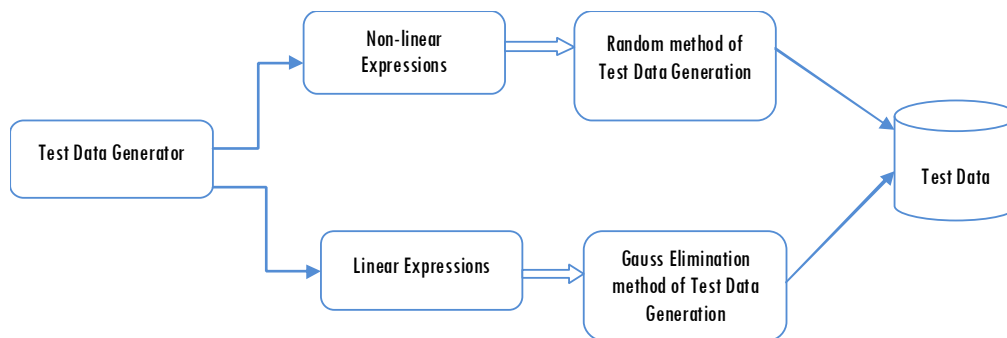 Non-linear
Expressions
Random method of
Test Data Generation
Test Data Generator
Test Data
Linear Expressions
Gauss Elimination
method of Test Data
Generation